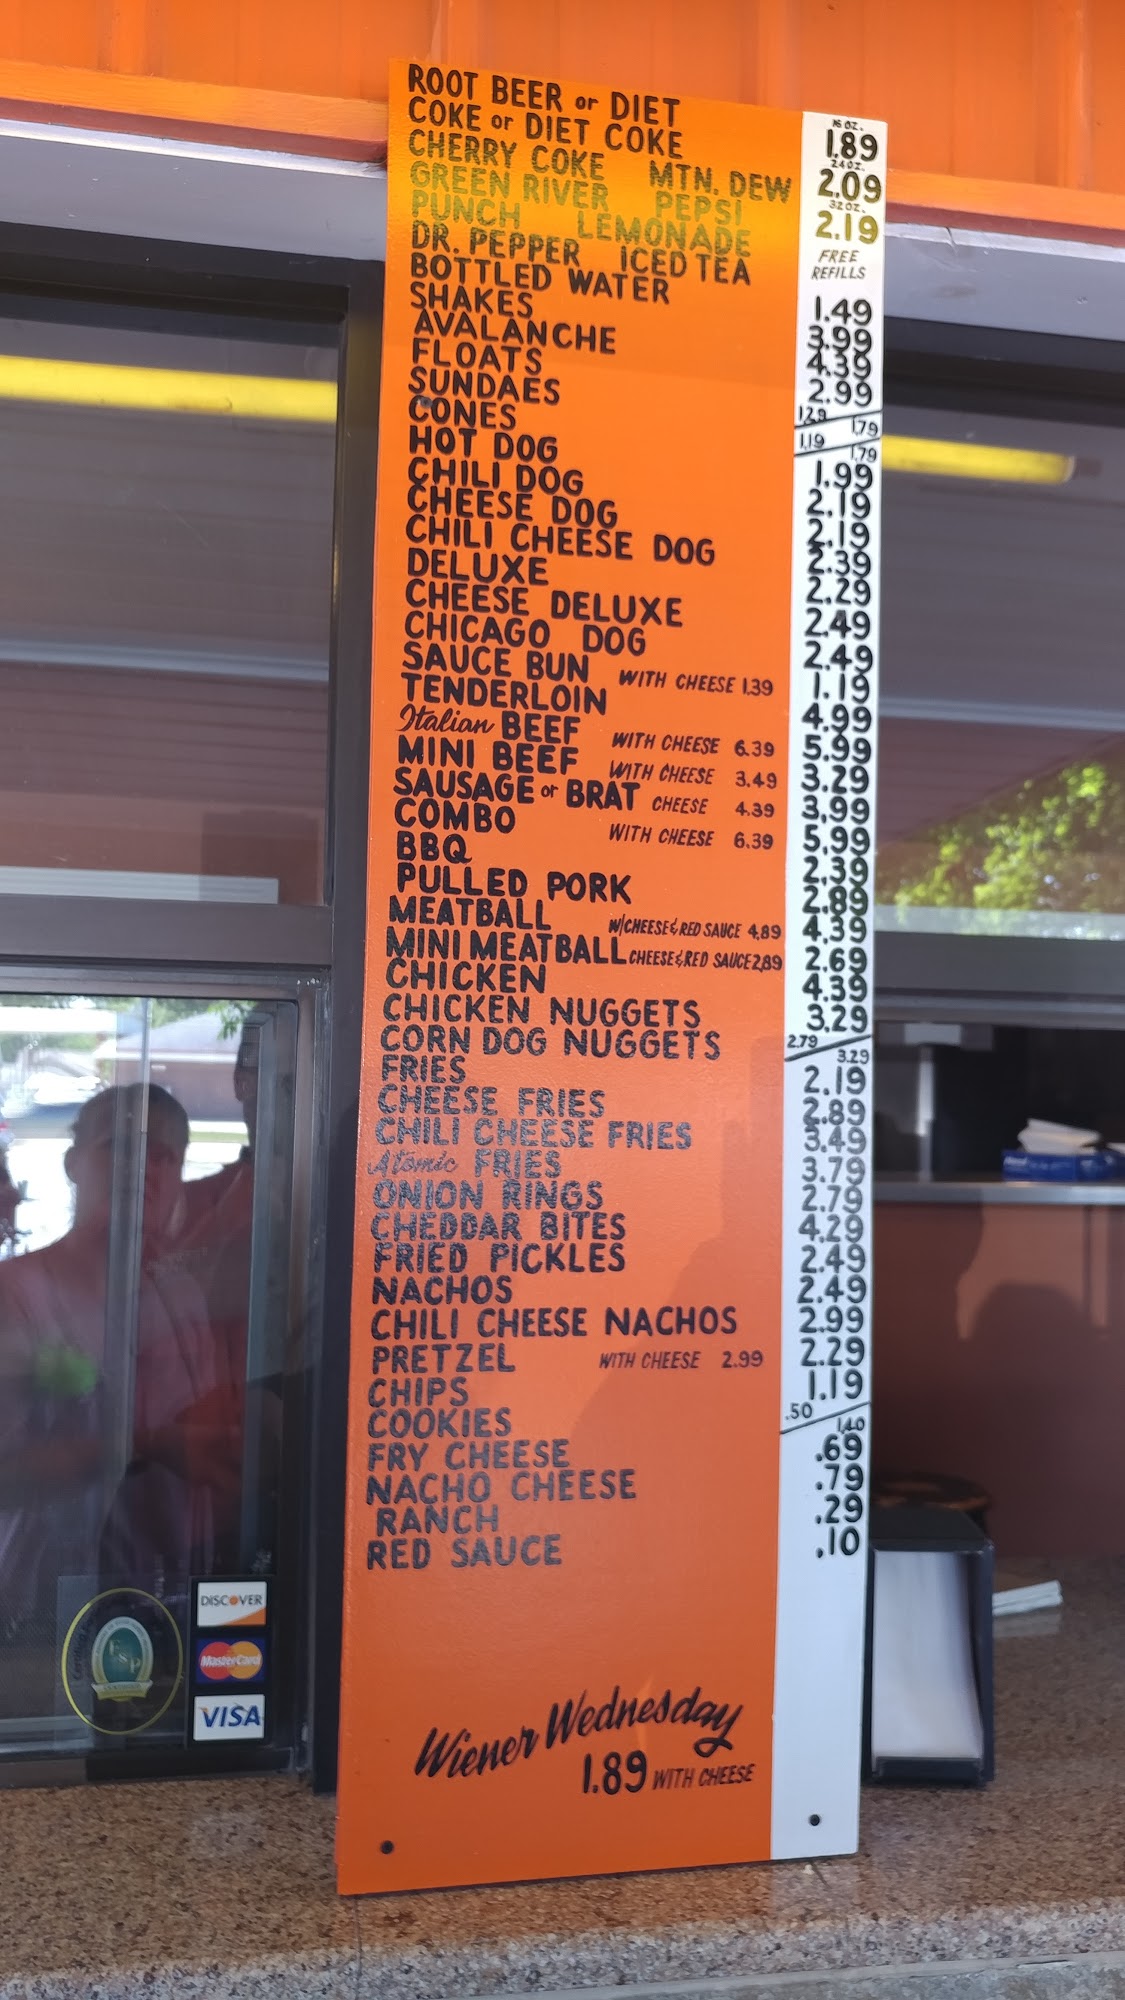 ROOT BEER or DIET
COKE or DIET COKE
CHERRY COKE MTN. DEW
GREEN RIVER PEPSI
PUNCH LEMONADE
DR. PEPPER ICED TEA
16 OZ.
1.89
24 OZ.
2.09
32 OZ.
2.19
FREE
REFILLS
BOTTLED WATER 1.49
SHAKES 3.99
AVALANCHE 4.39
FLOATS 2.99
SUNDAES 1.29 1.79
CONES 1.19 1.79
HOT DOG 1.99
CHILI DOG 2.19
CHEESE DOG 2.19
CHILI CHEESE DOG 2.39
DELUXE 2.29
CHEESE DELUXE 2.49
CHICAGO DOG 2.49
SAUCE BUN WITH CHEESE 1.39 1.19
TENDERLOIN 4.99
Italian BEEF WITH CHEESE 6.39 5.99
MINI BEEF WITH CHEESE 3.49 3.29
SAUSAGE or BRAT CHEESE 4.39 3.99
COMBO WITH CHEESE 6.39 5.99
BBQ 2.39
PULLED PORK 2.89
MEATBALL W/CHEESE & RED SAUCE 4.89 4.39
MINI MEATBALL CHEESE & RED SAUCE 2.89 2.69
CHICKEN 4.39
CHICKEN NUGGETS 3.29
CORN DOG NUGGETS 2.79 3.29
FRIES 2.19
CHEESE FRIES 2.89
CHILI CHEESE FRIES 3.49
Atomic FRIES 3.79
ONION RINGS 2.79
CHEDDAR BITES 4.29
FRIED PICKLES 2.49
NACHOS 2.49
CHILI CHEESE NACHOS 2.99
PRETZEL WITH CHEESE 2.99 2.29
CHIPS 1.19
COOKIES .50 1.40
FRY CHEESE .69
NACHO CHEESE .79
RANCH .29
RED SAUCE .10
Wiener Wednesday
1.89 WITH CHEESE
DISCOVER
MasterCard
VISA